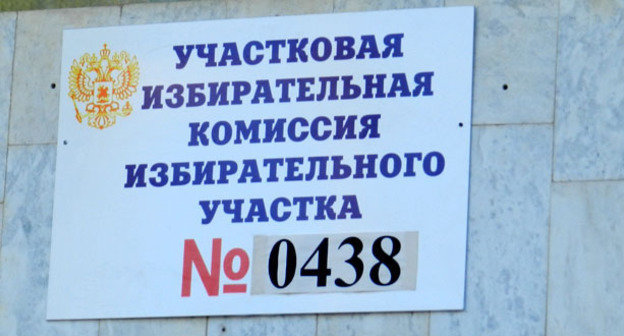 УЧАСТКОВАЯ
ИЗБИРАТЕЛЬНАЯ
КОМИССИЯ
ИЗБИРАТЕЛЬНОГО
УЧАСТКА
№ 0438